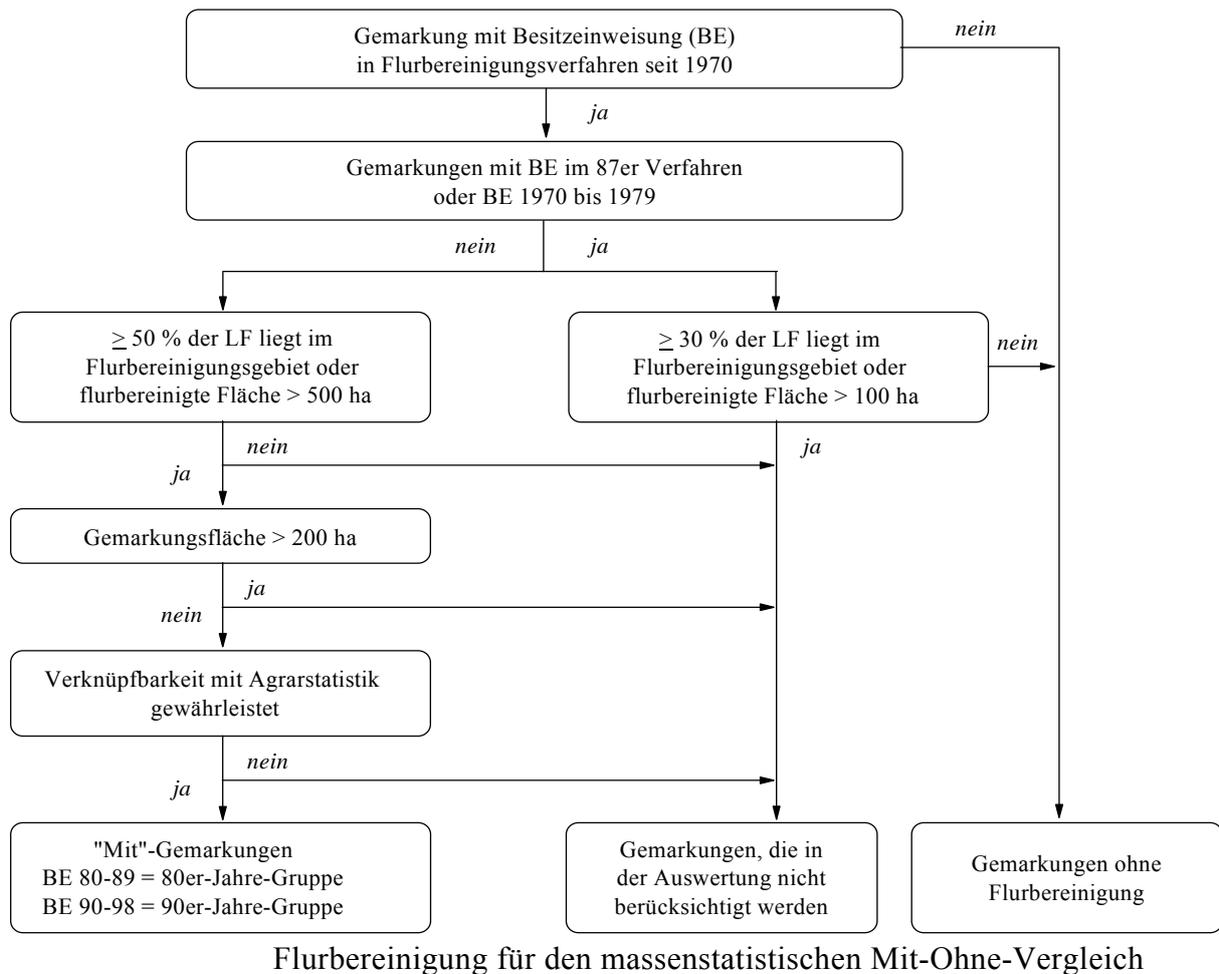 Gemarkung mit Besitzeinweisung (BE)
in Flurbereinigungsverfahren seit 1970
nein
ja
Gemarkungen mit BE im 87er Verfahren
oder BE 1970 bis 1979
nein
ja
≥ 50 % der LF liegt im
Flurbereinigungsgebiet oder
flurbereinigte Fläche > 500 ha
≥ 30 % der LF liegt im
Flurbereinigungsgebiet oder
flurbereinigte Fläche > 100 ha
nein
nein
ja
ja
Gemarkungsfläche > 200 ha
ja
nein
Verknüpfbarkeit mit Agrarstatistik
gewährleistet
nein
ja
"Mit"-Gemarkungen
BE 80-89 = 80er-Jahre-Gruppe
BE 90-98 = 90er-Jahre-Gruppe
Gemarkungen, die in
der Auswertung nicht
berücksichtigt werden
Gemarkungen ohne
Flurbereinigung
Flurbereinigung für den massenstatistischen Mit-Ohne-Vergleich